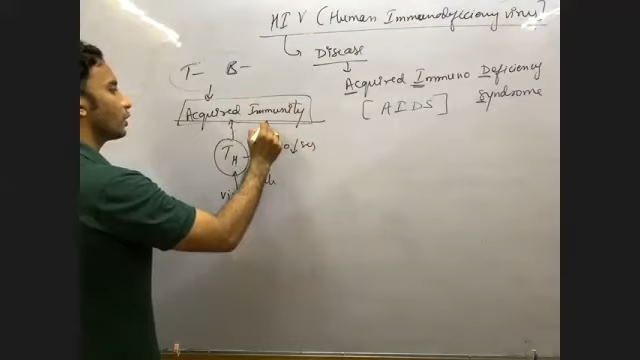 HIV (Human Immunodeficiency virus)
Disease
T- B-
Acquired Immuno Deficiency
Syndrome
[AIDS]
Acquired Immunity
TH